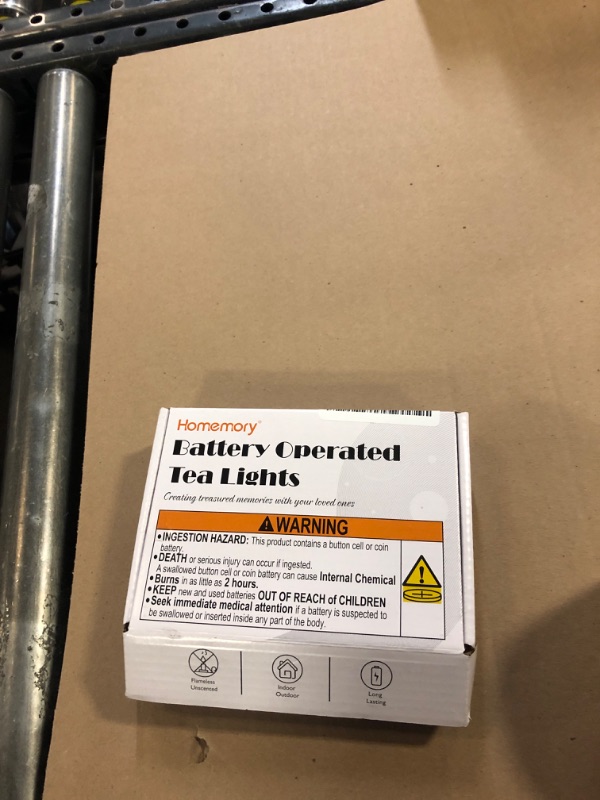 Homemory
Battery Operated
Tea Lights
Creating treasured memories with your loved ones
WARNING
•INGESTION HAZARD: This product contains a button cell or coin
battery.
•DEATH or serious injury can occur if ingested.
A swallowed button cell or coin battery can cause Internal Chemical
•Burns in as little as 2 hours.
•KEEP new and used batteries OUT OF REACH of CHILDREN
•Seek immediate medical attention if a battery is suspected to
be swallowed or inserted inside any part of the body.
Flameless
Unscented
Indoor
Outdoor
Long
Lasting